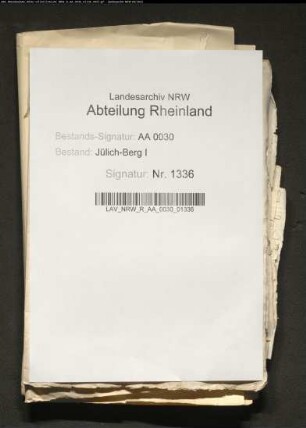 Landesarchiv NRW
Abteilung Rheinland
Bestands-Signatur: AA 0030
Bestand: Jülich-Berg I
Signatur: Nr. 1336
LAV_NRW_R_AA_0030_01336